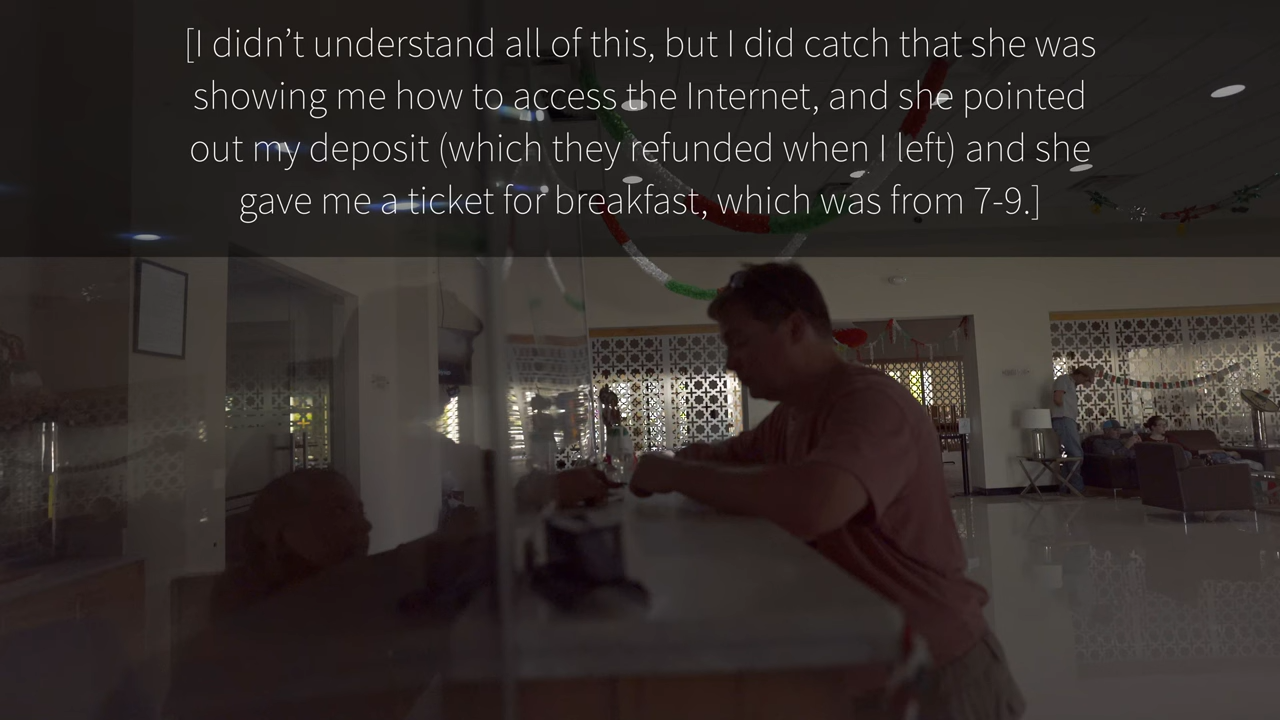 [I didn’t understand all of this, but I did catch that she was
showing me how to access the Internet, and she pointed
out my deposit (which they refunded when I left) and she
gave me a ticket for breakfast, which was from 7-9.]